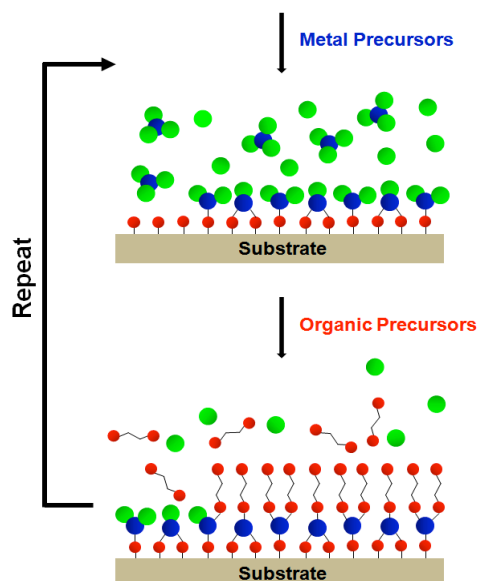 Metal Precursors
Substrate
Repeat
Organic Precursors
Substrate